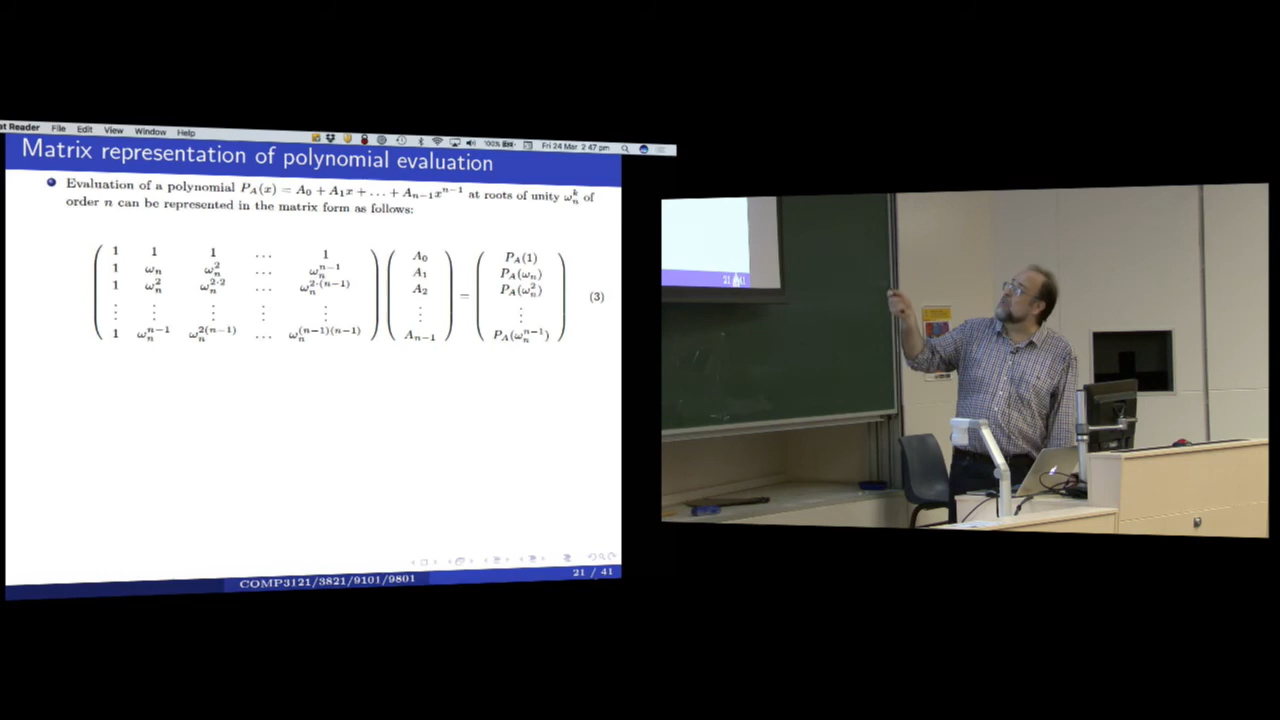 at Reader File Edit View Window Help 100% Fri 24 Mar 2 47 pm
Matrix representation of polynomial evaluation
Evaluation of a polynomial P_A(x) = A_0 + A_1x + … + A_{n−1}x^{n−1} at roots of unity ω_n^k of
order n can be represented in the matrix form as follows:
1 1 1 … 1 A_0 P_A(1)
1 ω_n ω_n^2 … ω_n^{n−1} A_1 P_A(ω_n)
1 ω_n^2 ω_n^{2·2} … ω_n^{2·(n−1)} A_2 = P_A(ω_n^2) (3)
⋮ ⋮ ⋮ ⋮ ⋮ ⋮ ⋮
1 ω_n^{n−1} ω_n^{2(n−1)} … ω_n^{(n−1)(n−1)} A_{n−1} P_A(ω_n^{n−1})
COMP3121/3821/9101/9801 21 / 41
21 / 41